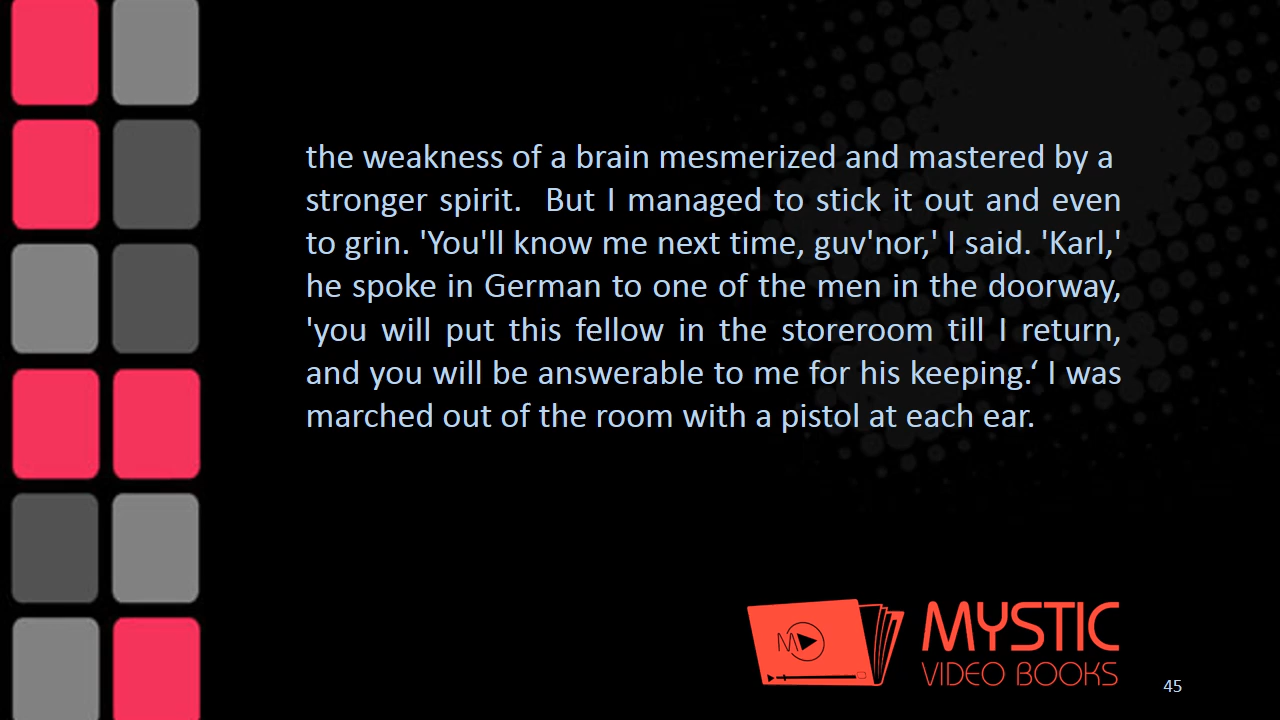 the weakness of a brain mesmerized and mastered by a
stronger spirit.  But I managed to stick it out and even
to grin. 'You'll know me next time, guv'nor,' I said. 'Karl,'
he spoke in German to one of the men in the doorway,
'you will put this fellow in the storeroom till I return,
and you will be answerable to me for his keeping.‘ I was
marched out of the room with a pistol at each ear.
M
MYSTIC
VIDEO BOOKS
45